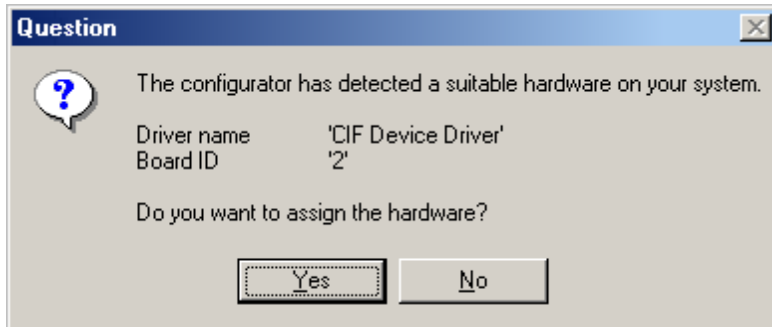 Question
The configurator has detected a suitable hardware on your system.
Driver name 'CIF Device Driver'
Board ID '2'
Do you want to assign the hardware?
Yes No